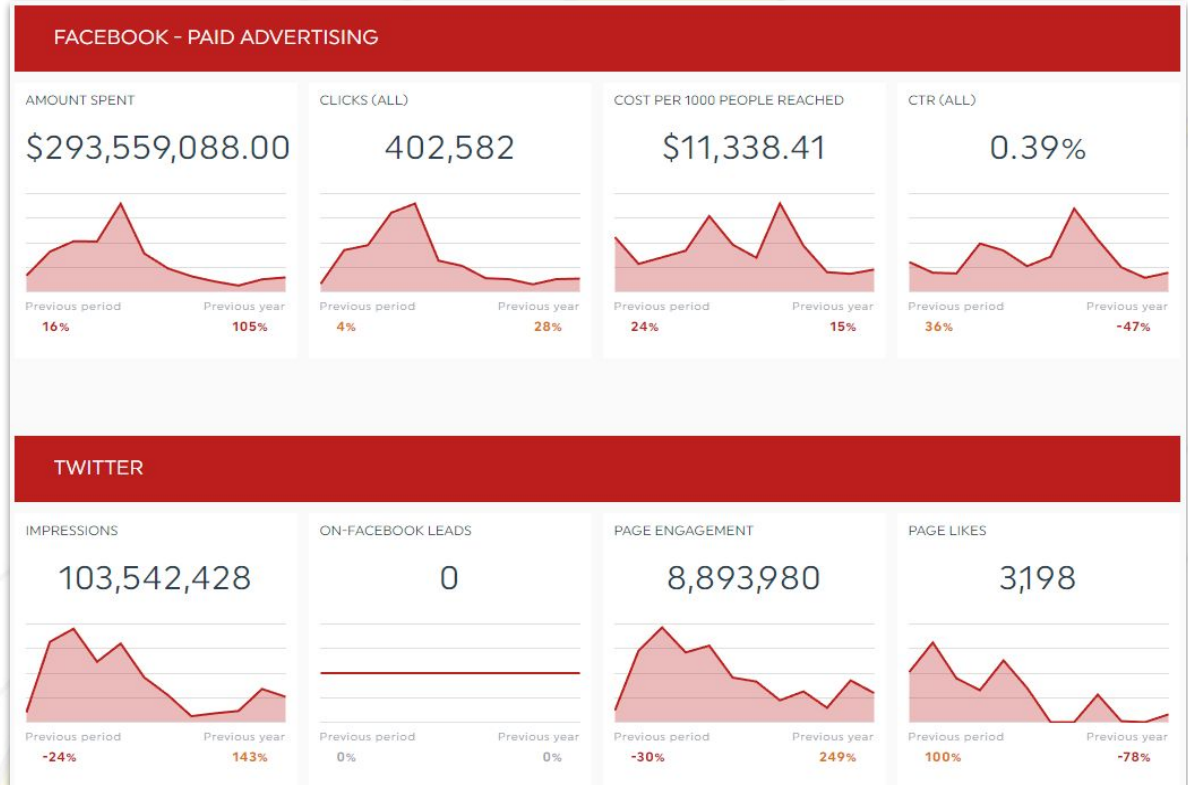 FACEBOOK - PAID ADVERTISING
AMOUNT SPENT
$293,559,088.00
Previous period Previous year
16% 105%
CLICKS (ALL)
402,582
Previous period Previous year
4% 28%
COST PER 1000 PEOPLE REACHED
$11,338.41
Previous period Previous year
24% 15%
CTR (ALL)
0.39%
Previous period Previous year
36% -47%
TWITTER
IMPRESSIONS
103,542,428
Previous period Previous year
-24% 143%
ON-FACEBOOK LEADS
0
Previous period Previous year
0% 0%
PAGE ENGAGEMENT
8,893,980
Previous period Previous year
-30% 249%
PAGE LIKES
3,198
Previous period Previous year
100% -78%